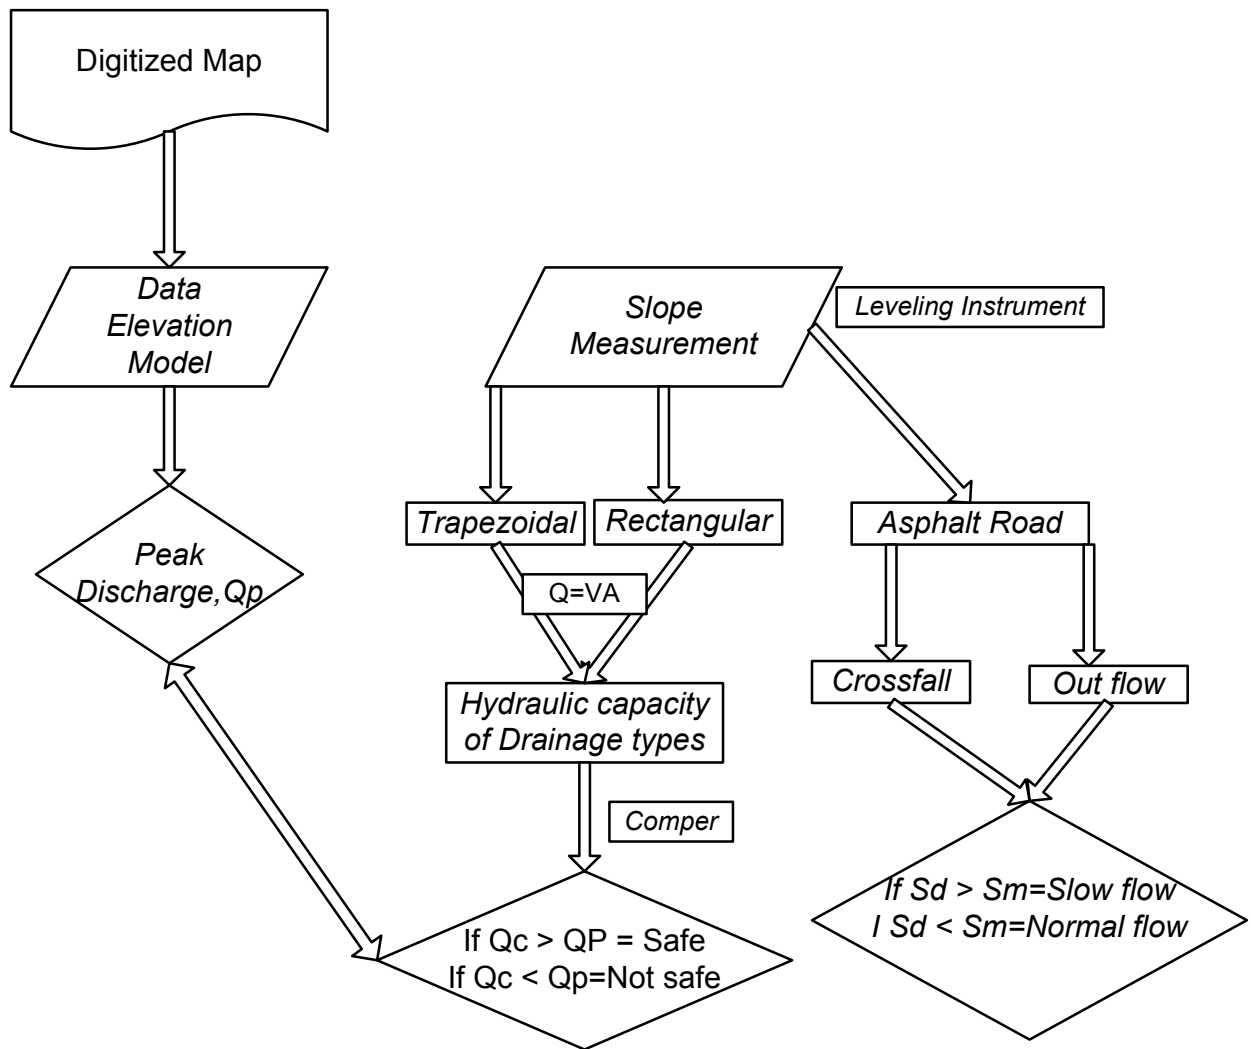 Digitized Map
Data
Elevation
Model
Peak
Discharge,Qp
Slope
Measurement
Leveling Instrument
Trapezoidal
Rectangular
Asphalt Road
Q=VA
Crossfall
Out flow
Hydraulic capacity
of Drainage types
Comper
If Qc > QP = Safe
If Qc < Qp=Not safe
If Sd > Sm=Slow flow
I Sd < Sm=Normal flow